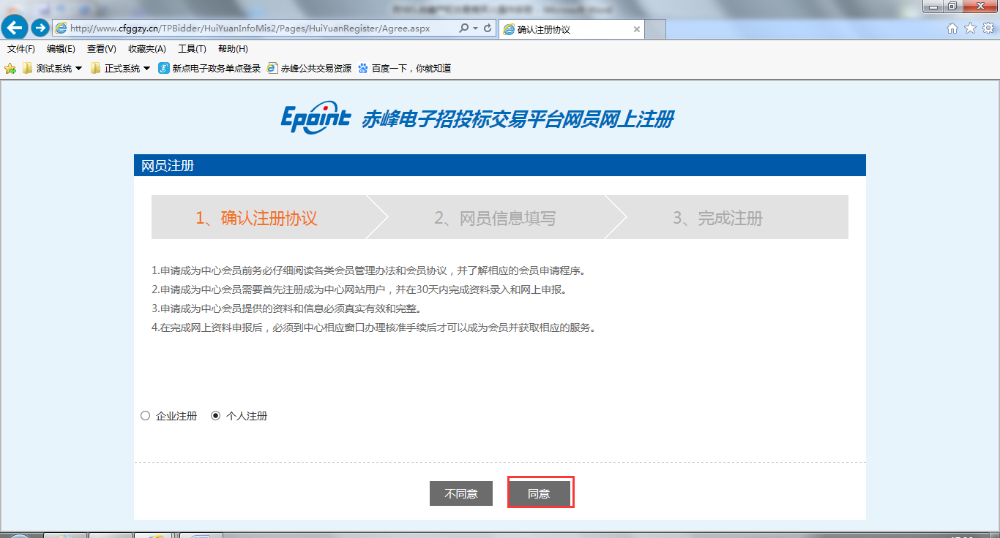 http://www.cfggzy.cn/TPBidder/HuiYuanInfoMis2/Pages/HuiYuanRegister/Agree.aspx
确认注册协议
文件(F) 编辑(E) 查看(V) 收藏夹(A) 工具(T) 帮助(H)
测试系统 正式系统 新点电子政务单点登录 赤峰公共交易资源 百度一下，你就知道
Epoint 赤峰电子招投标交易平台网员网上注册
网员注册
1、确认注册协议 2、网员信息填写 3、完成注册
1.申请成为中心会员前务必仔细阅读各类会员管理办法和会员协议，并了解相应的会员申请程序。
2.申请成为中心会员需要首先注册成为中心网站用户，并在30天内完成资料录入和网上申报。
3.申请成为中心会员提供的资料和信息必须真实有效和完整。
4.在完成网上资料申报后，必须到中心相应窗口办理核准手续后才可以成为会员并获取相应的服务。
企业注册 个人注册
不同意 同意